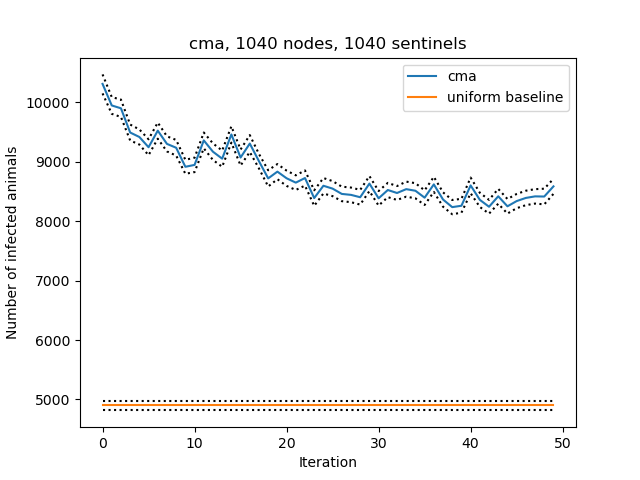 cma, 1040 nodes, 1040 sentinels
cma
uniform baseline
Number of infected animals
10000
9000
8000
7000
6000
5000
0 10 20 30 40 50
Iteration